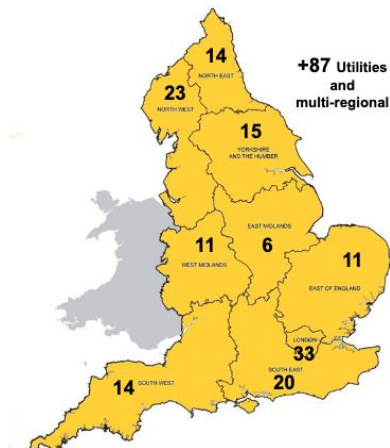 14
NORTH EAST
+87 Utilities
and
multi-regional
23
NORTH WEST
15
YORKSHIRE
AND THE HUMBER
EAST MIDLANDS
6
11
WEST MIDLANDS
11
EAST OF ENGLAND
LONDON
33
SOUTH EAST
20
14 SOUTH WEST